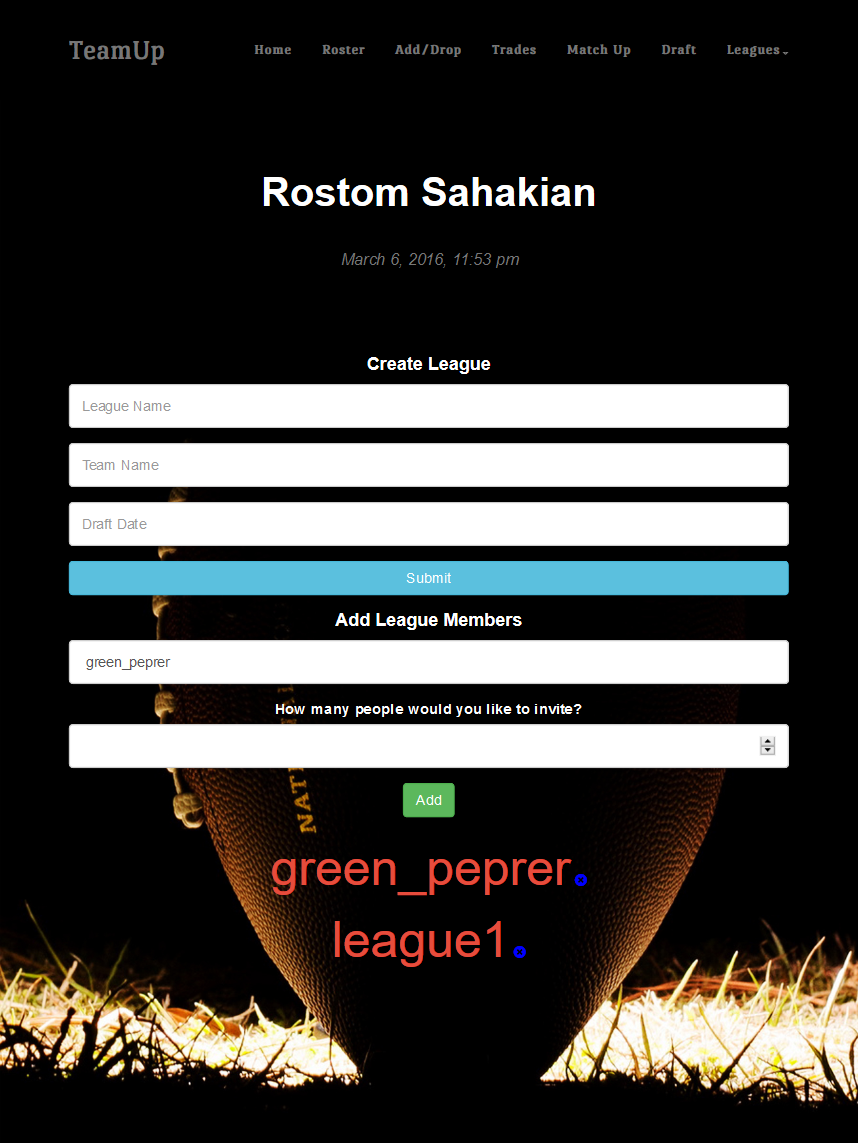 TeamUp Home Roster Add/Drop Trades Match Up Draft Leagues
Rostom Sahakian
March 6, 2016, 11:53 pm
Create League
League Name
Team Name
Draft Date
Submit
Add League Members
green_peprer
How many people would you like to invite?
Add
NATI
green_peprer
league1